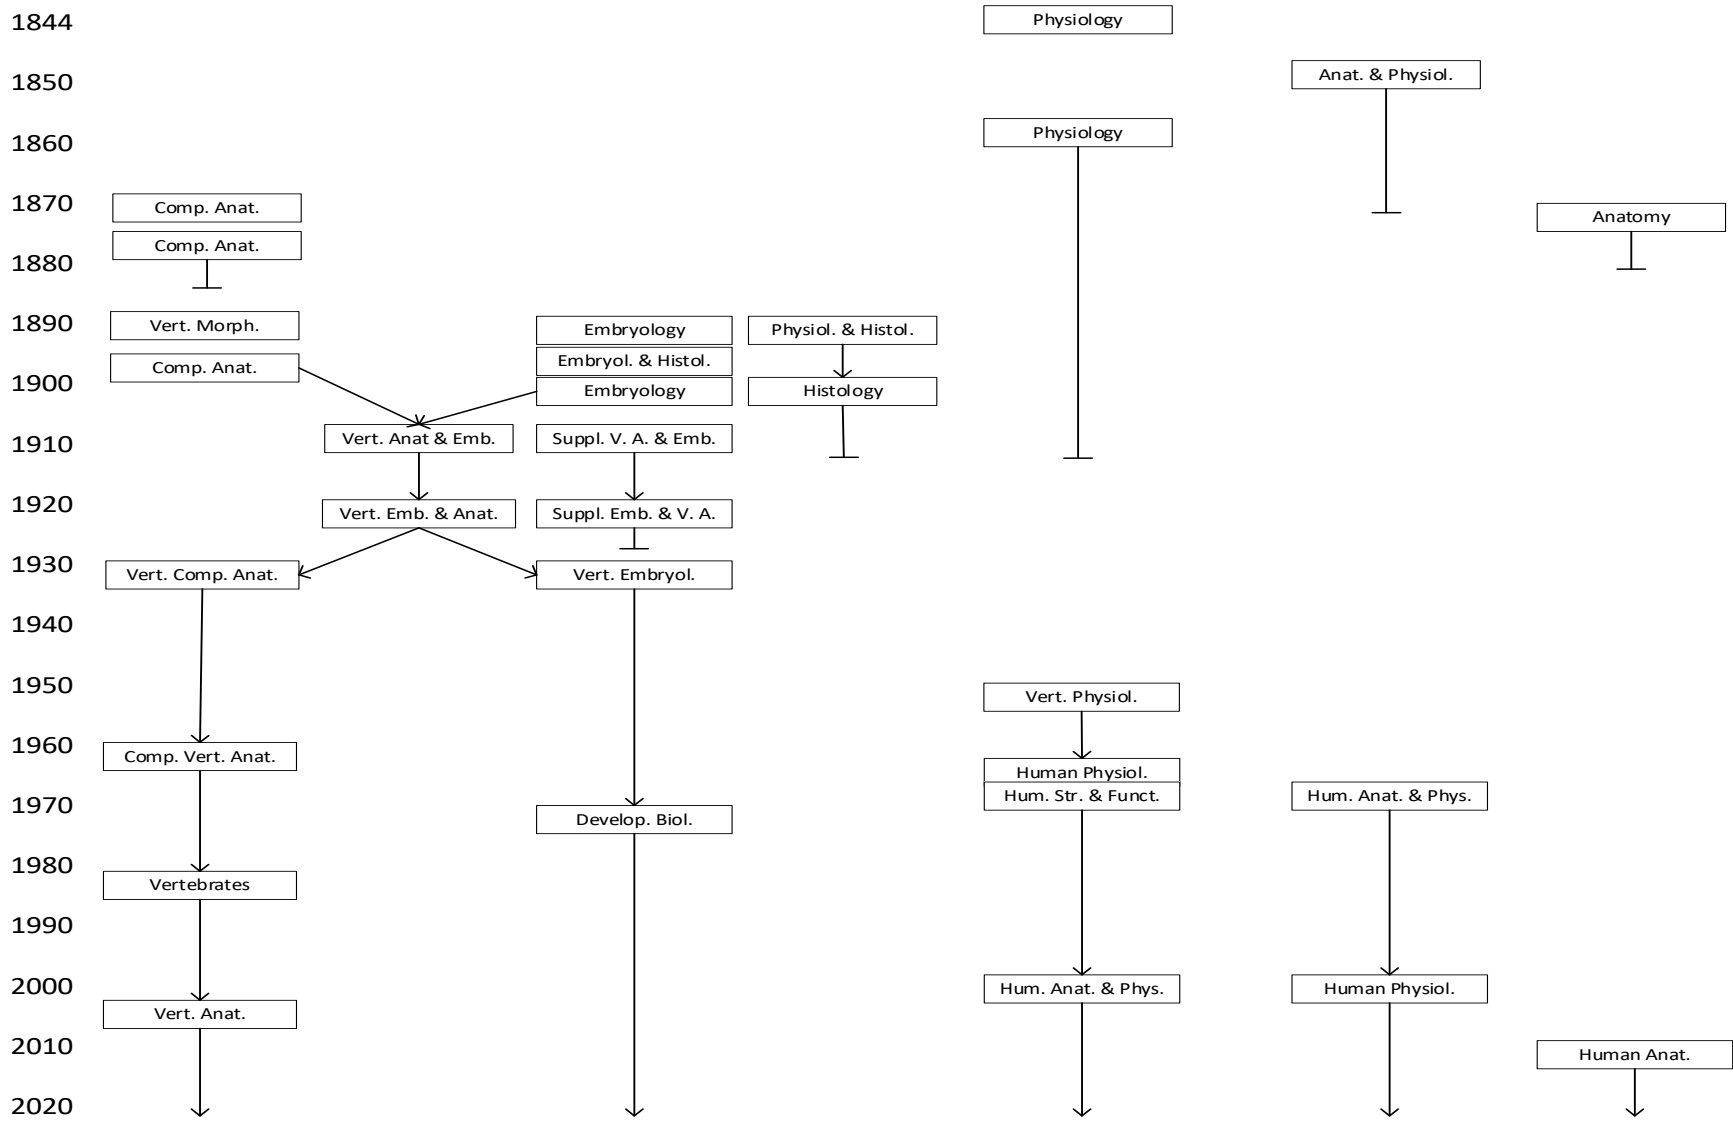 1844
Physiology
1850
Anat. & Physiol.
1860
Physiology
1870
Comp. Anat.
Anatomy
Comp. Anat.
1880
1890
Vert. Morph.
Embryology
Physiol. & Histol.
Comp. Anat.
Embryol. & Histol.
1900
Embryology
Histology
1910
Vert. Anat & Emb.
Suppl. V. A. & Emb.
1920
Vert. Emb. & Anat.
Suppl. Emb. & V. A.
1930
Vert. Comp. Anat.
Vert. Embryol.
1940
1950
Vert. Physiol.
1960
Comp. Vert. Anat.
Human Physiol.
1970
Hum. Str. & Funct.
Hum. Anat. & Phys.
Develop. Biol.
1980
Vertebrates
1990
2000
Hum. Anat. & Phys.
Human Physiol.
Vert. Anat.
2010
Human Anat.
2020